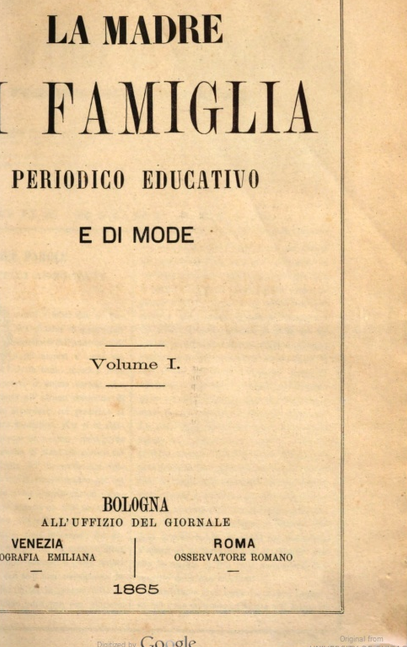 LA MADRE
I FAMIGLIA
PERIODICO EDUCATIVO
E DI MODE
Volume I.
BOLOGNA
ALL'UFFIZIO DEL GIORNALE
VENEZIA ROMA
OGRAFIA EMILIANA OSSERVATORE ROMANO
1865
Digitized by Google Original from